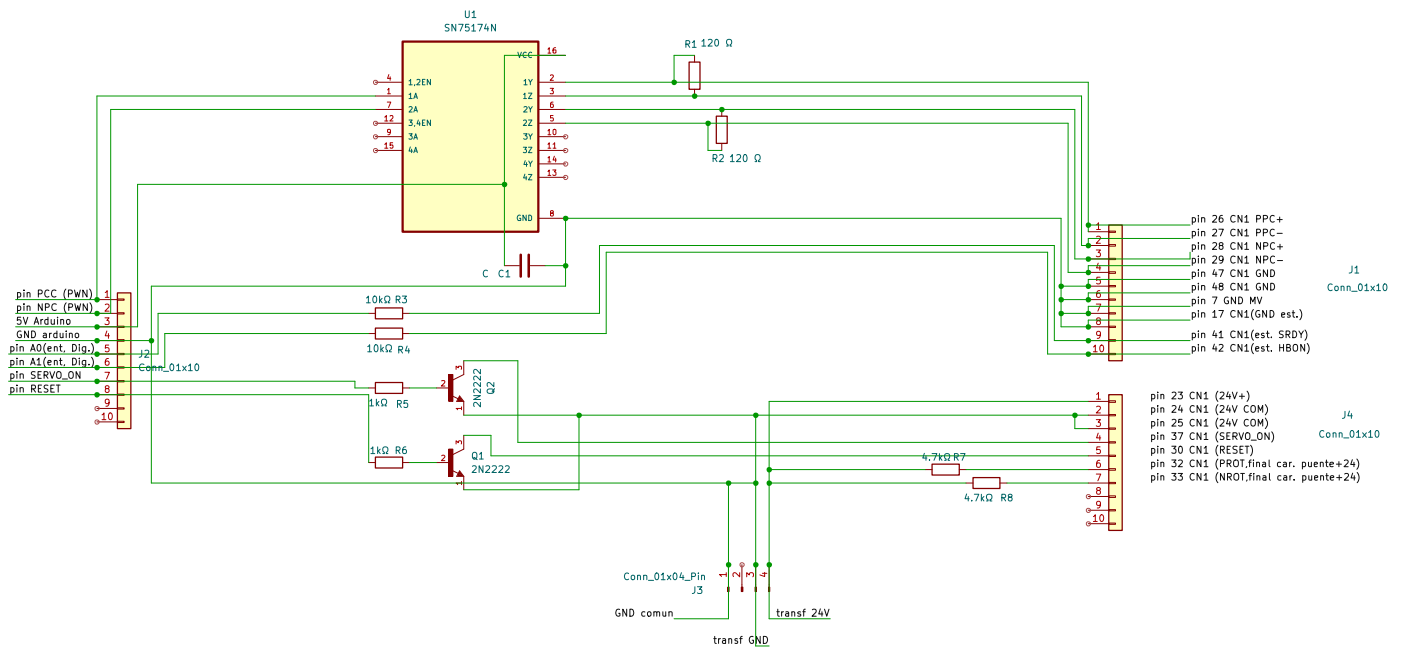 U1
SN75174N
VCC 16
4 1,2EN
1 1A
7 2A
12 3,4EN
9 3A
15 4A
1Y 2
1Z 3
2Y 6
2Z 5
3Y 10
3Z 11
4Y 14
4Z 13
GND 8
R1 120 Ω
R2 120 Ω
C C1
pin PCC (PWN) 1
pin NPC (PWN) 2
5V Arduino 3
GND arduino 4
pin A0(ent, Dig.) 5
pin A1(ent, Dig.) 6
pin SERVO_ON 7
pin RESET 8
9
10
J2
Conn_01x10
10kΩ R3
10kΩ R4
1kΩ R5
1kΩ R6
3
2
1
2N2222
Q2
3
2
1
Q1
2N2222
pin 26 CN1 PPC+
pin 27 CN1 PPC-
pin 28 CN1 NPC+
pin 29 CN1 NPC-
pin 47 CN1 GND
pin 48 CN1 GND
pin 7 GND MV
pin 17 CN1(GND est.)
pin 41 CN1(est. SRDY)
pin 42 CN1(est. HBON)
1
2
3
4
5
6
7
8
9
10
J1
Conn_01x10
1 pin 23 CN1 (24V+)
2 pin 24 CN1 (24V COM)
3 pin 25 CN1 (24V COM)
4 pin 37 CN1 (SERVO_ON)
5 pin 30 CN1 (RESET)
6 pin 32 CN1 (PROT,final car. puente+24)
7 pin 33 CN1 (NROT,final car. puente+24)
8
9
10
J4
Conn_01x10
4.7kΩ R7
4.7kΩ R8
Conn_01x04_Pin
J3
1
2
3
4
GND comun
transf 24V
transf GND